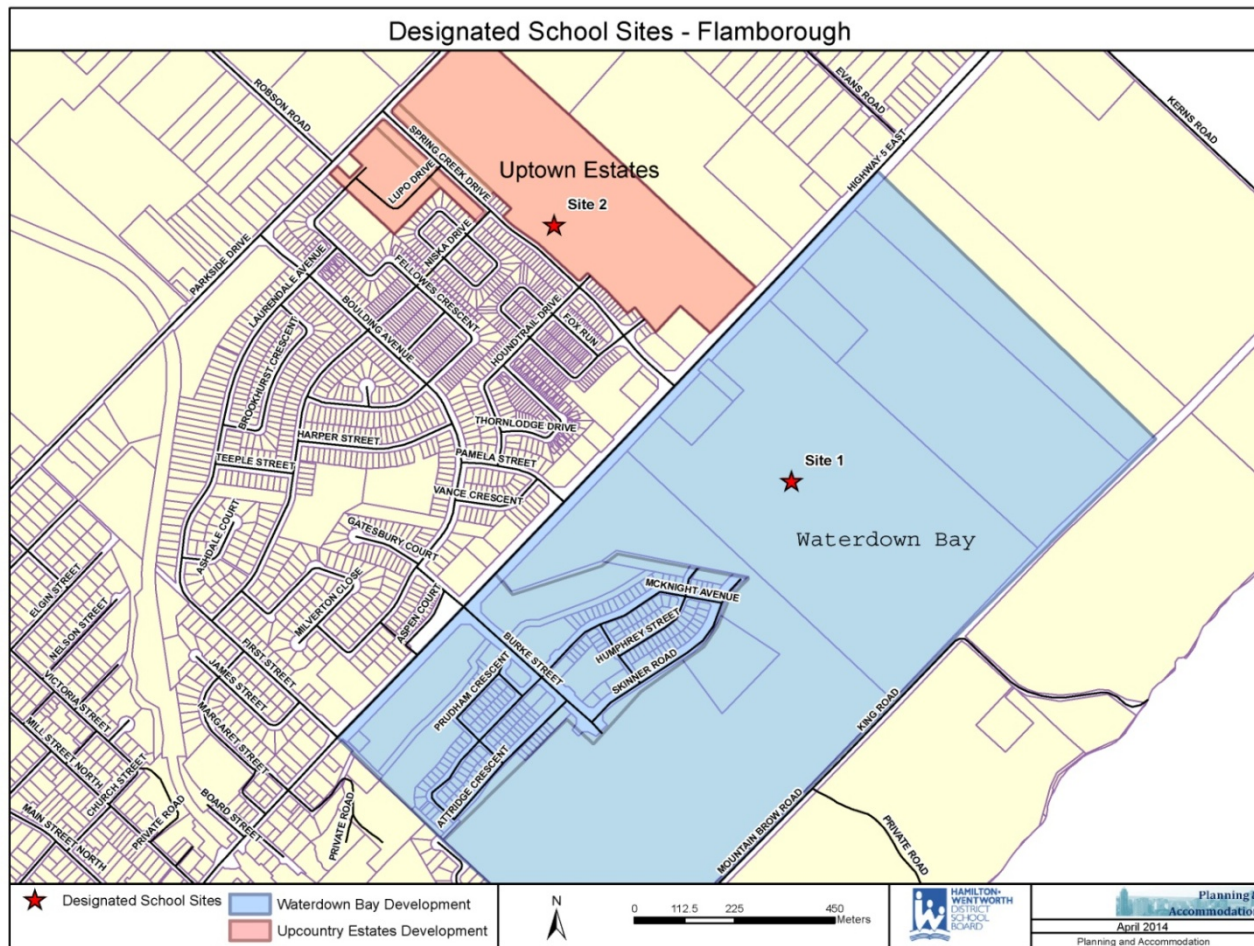 Designated School Sites - Flamborough
ROBSON ROAD
EVANS ROAD
KERNS ROAD
SPRING CREEK DRIVE
HIGHWAY 5 EAST
Uptown Estates
LUPO DRIVE
Site 2
NISKA DRIVE
PARKSIDE DRIVE
LAURENDALE AVENUE
FELLOWES CRESCENT
BOULDING AVENUE
HOUNDTRAIL DRIVE
FOX RUN
BROOKHURST CRESCENT
THORNLODGE DRIVE
HARPER STREET
PAMELA STREET
TEEPLE STREET
Site 1
VANCE CRESCENT
GATESBURY COURT
ASHDALE COURT
Waterdown Bay
MCKNIGHT AVENUE
ELGIN STREET
MILVERTON CLOSE
ASPEN COURT
NELSON STREET
HUMPHREY STREET
BURKE STREET
SKINNER ROAD
FIRST STREET
JAMES STREET
PRUDHAM CRESCENT
VICTORIA STREET
MARGARET STREET
KING ROAD
MILL STREET NORTH
CHURCH STREET
ATTRIDGE CRESCENT
PRIVATE ROAD
BOARD STREET
PRIVATE ROAD
MAIN STREET NORTH
MOUNTAIN BROW ROAD
PRIVATE ROAD
Designated School Sites
Waterdown Bay Development
Upcountry Estates Development
N
0 112.5 225 450
Meters
HAMILTON-
WENTWORTH
DISTRICT
SCHOOL
BOARD
Planning &
Accommodation
April 2014
Planning and Accommodation